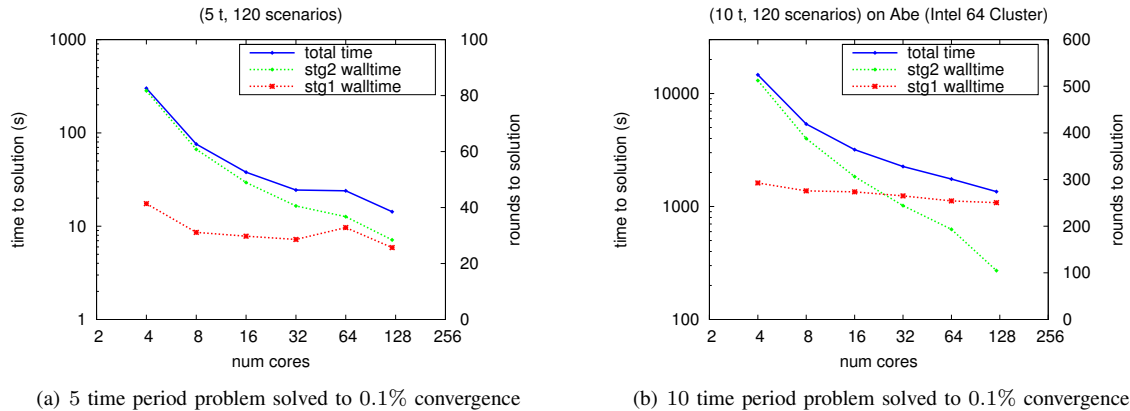 (5 t, 120 scenarios)
1000
100
10
1
time to solution (s)
100
80
60
40
20
0
rounds to solution
total time
stg2 walltime
stg1 walltime
2 4 8 16 32 64 128 256
num cores
(a) 5 time period problem solved to 0.1% convergence
(10 t, 120 scenarios) on Abe (Intel 64 Cluster)
10000
1000
100
time to solution (s)
600
500
400
300
200
100
0
rounds to solution
total time
stg2 walltime
stg1 walltime
2 4 8 16 32 64 128 256
num cores
(b) 10 time period problem solved to 0.1% convergence